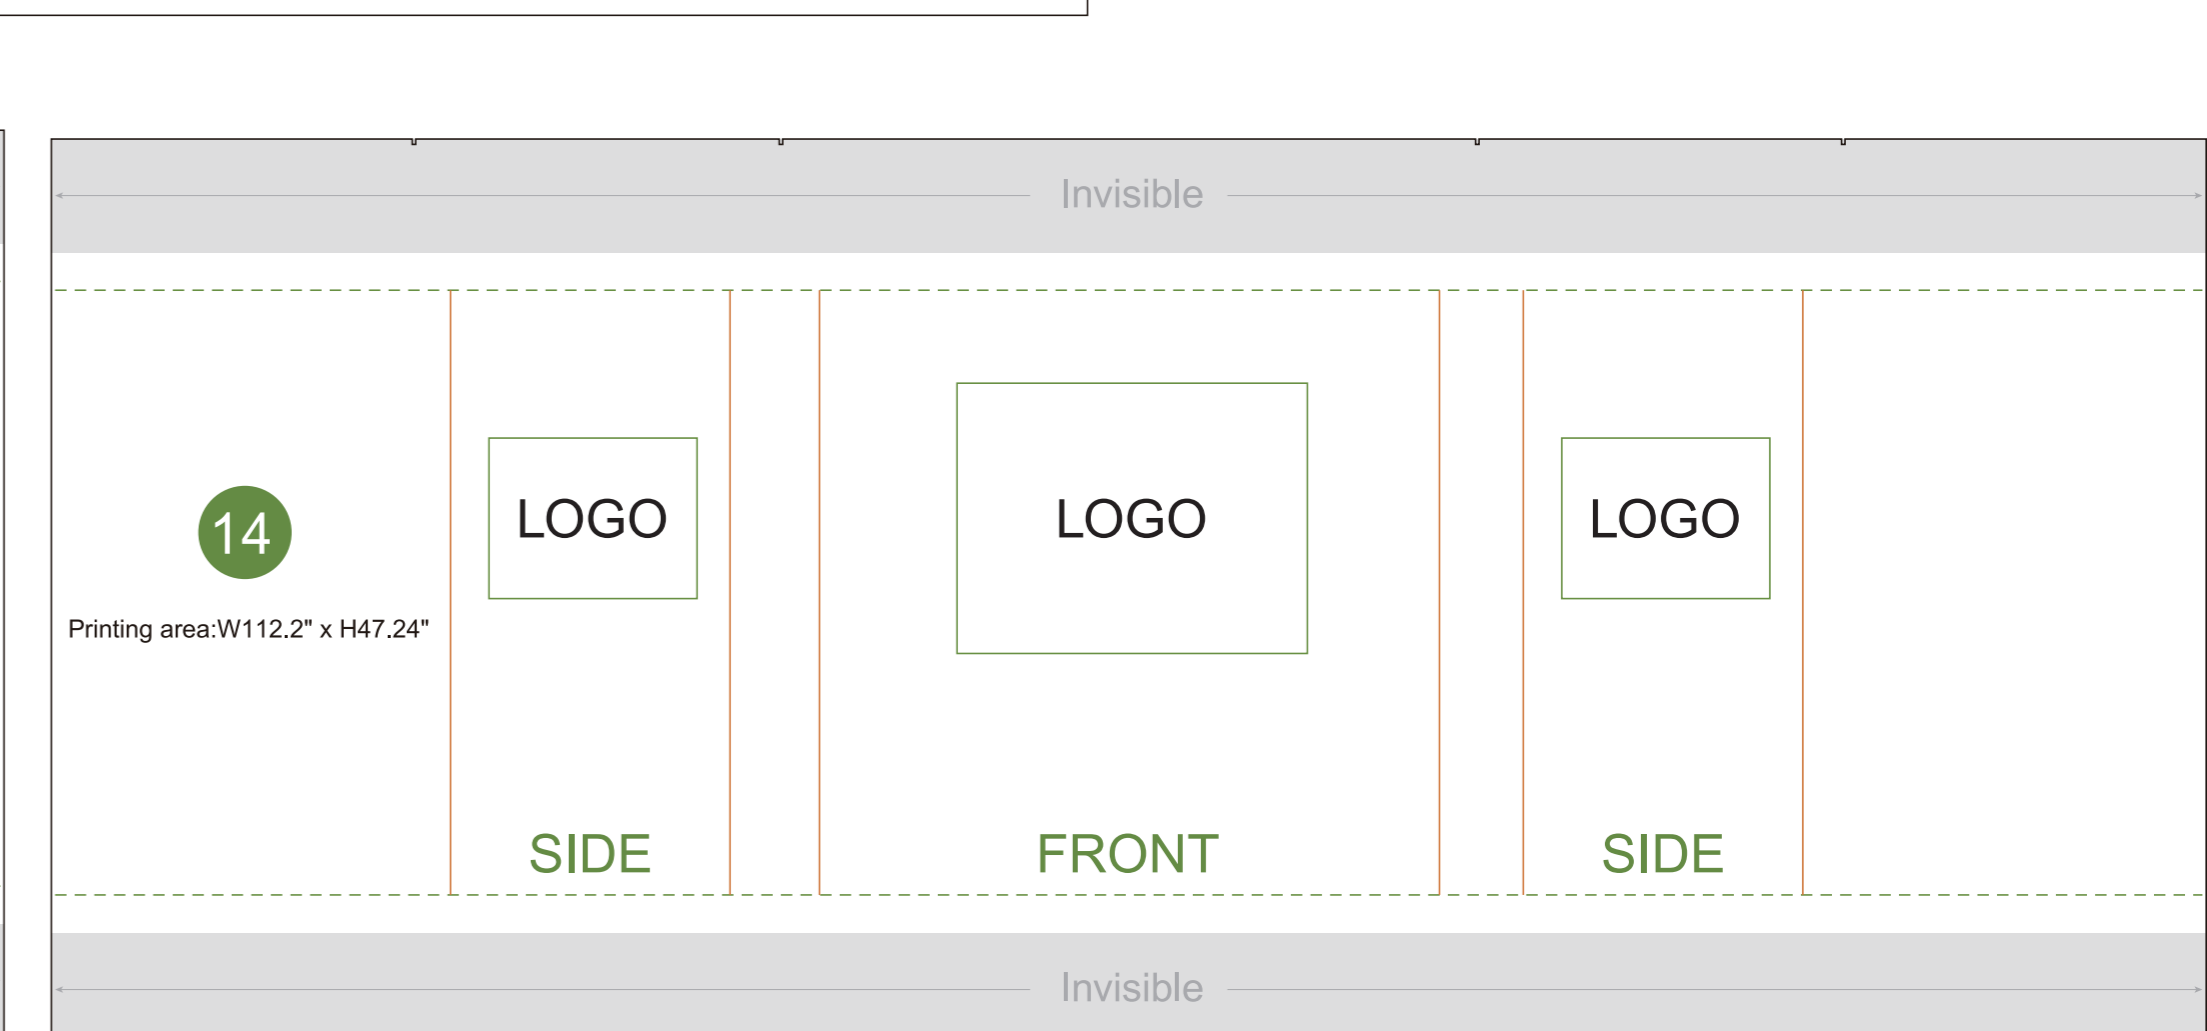 Invisible
14
Printing area:W112.2" x H47.24"
LOGO
LOGO
LOGO
SIDE
FRONT
SIDE
Invisible